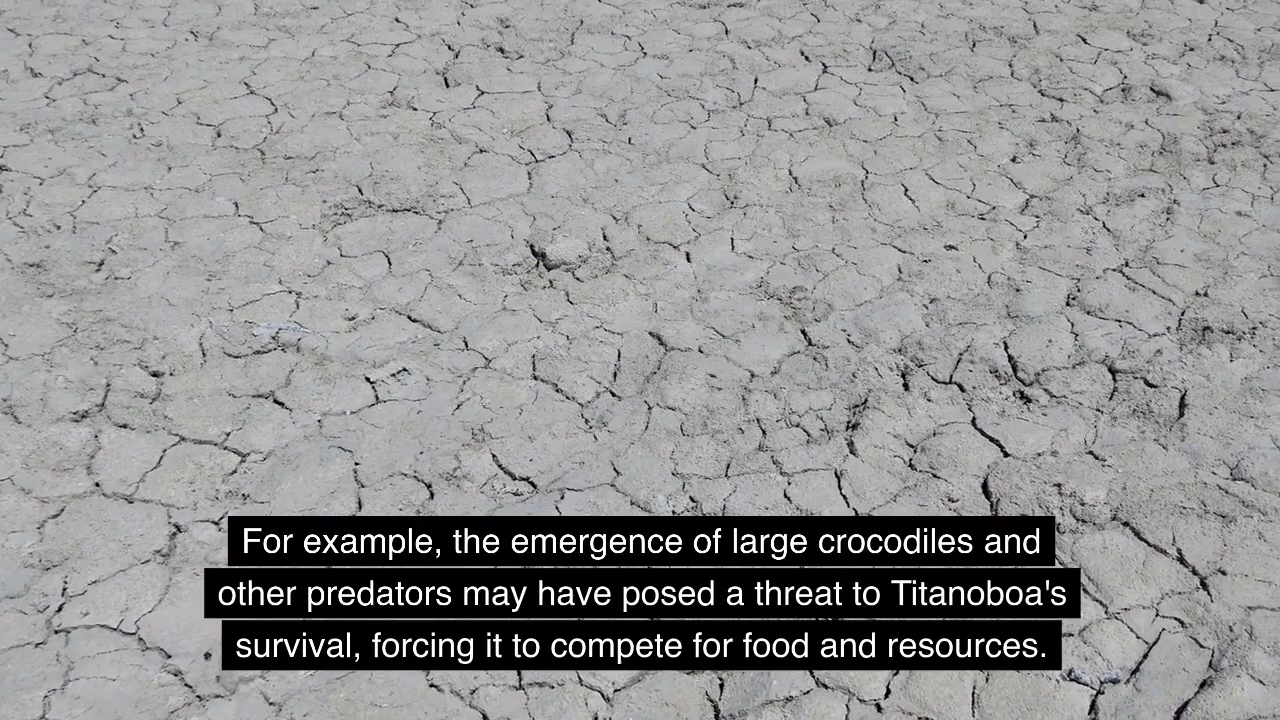 For example, the emergence of large crocodiles and
other predators may have posed a threat to Titanoboa's
survival, forcing it to compete for food and resources.